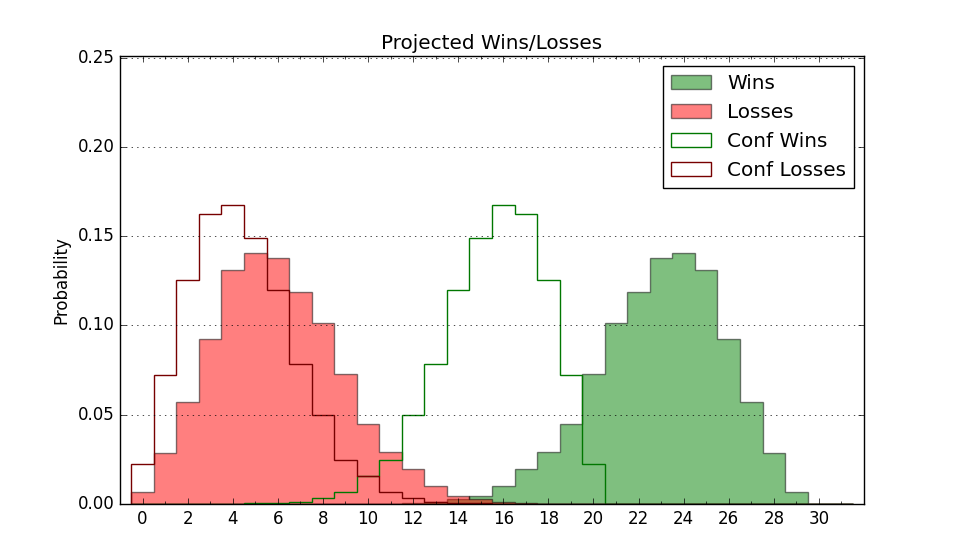 Projected Wins/Losses
0.25
0.20
0.15
0.10
0.05
0.00
Probability
Wins
Losses
Conf Wins
Conf Losses
0 2 4 6 8 10 12 14 16 18 20 22 24 26 28 30